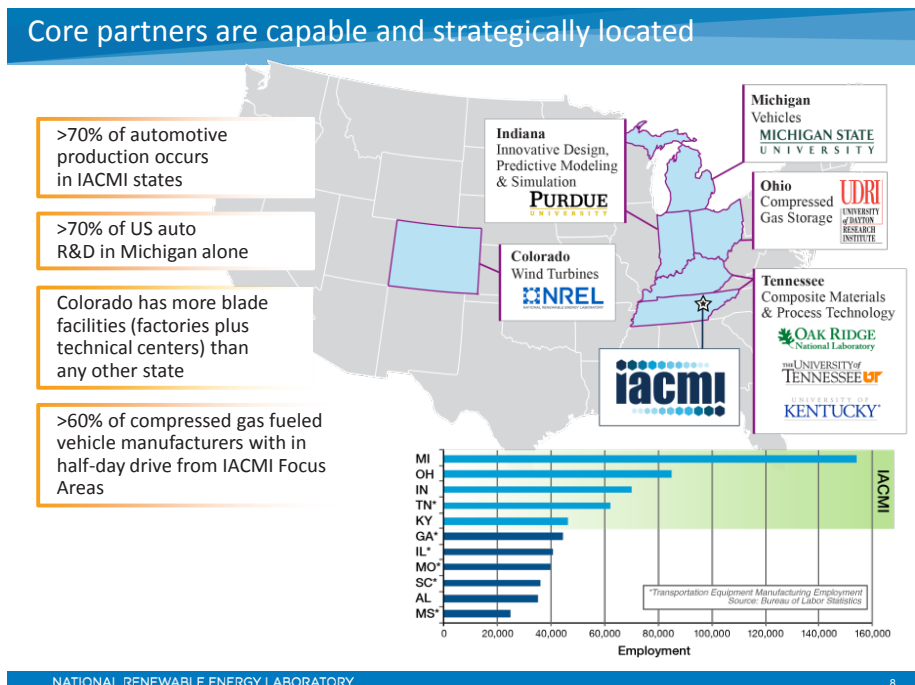 Core partners are capable and strategically located
>70% of automotive
production occurs
in IACMI states
>70% of US auto
R&D in Michigan alone
Colorado has more blade
facilities (factories plus
technical centers) than
any other state
>60% of compressed gas fueled
vehicle manufacturers with in
half-day drive from IACMI Focus
Areas
Indiana
Innovative Design,
Predictive Modeling
& Simulation
PURDUE
UNIVERSITY
Michigan
Vehicles
MICHIGAN STATE
UNIVERSITY
Ohio
Compressed
Gas Storage
UDRI
UNIVERSITY
of DAYTON
RESEARCH
INSTITUTE
Colorado
Wind Turbines
NREL
NATIONAL RENEWABLE ENERGY LABORATORY
Tennessee
Composite Materials
& Process Technology
OAK RIDGE
National Laboratory
THE UNIVERSITY of
TENNESSEE UT
UNIVERSITY OF
KENTUCKY
iacmi
MI
OH
IN
TN*
KY
GA*
IL*
MO*
SC*
AL
MS*
IACMI
*Transportation Equipment Manufacturing Employment
Source: Bureau of Labor Statistics
0 20,000 40,000 60,000 80,000 100,000 120,000 140,000 160,000
Employment
NATIONAL RENEWABLE ENERGY LABORATORY
8